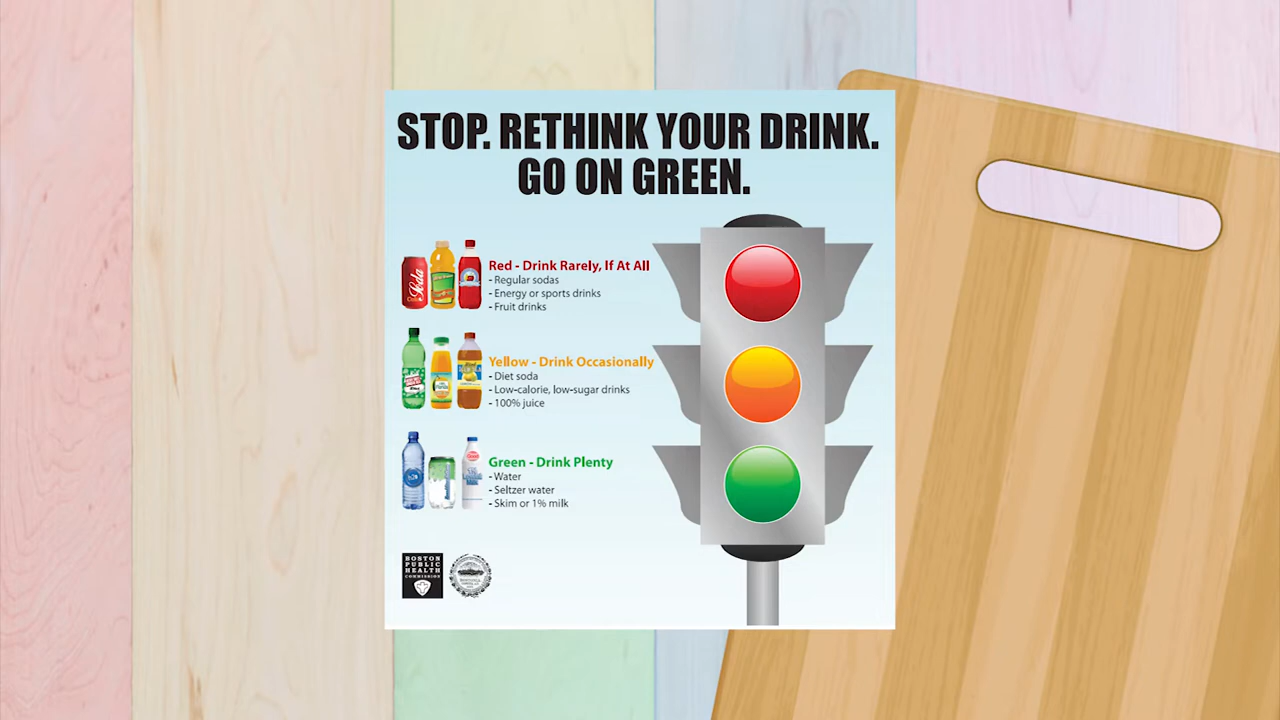 STOP. RETHINK YOUR DRINK.
GO ON GREEN.
Red - Drink Rarely, If At All
- Regular sodas
- Energy or sports drinks
- Fruit drinks
Yellow - Drink Occasionally
- Diet soda
- Low-calorie, low-sugar drinks
- 100% juice
Green - Drink Plenty
- Water
- Seltzer water
- Skim or 1% milk
Soda
BOSTON
PUBLIC
HEALTH
COMMISSION